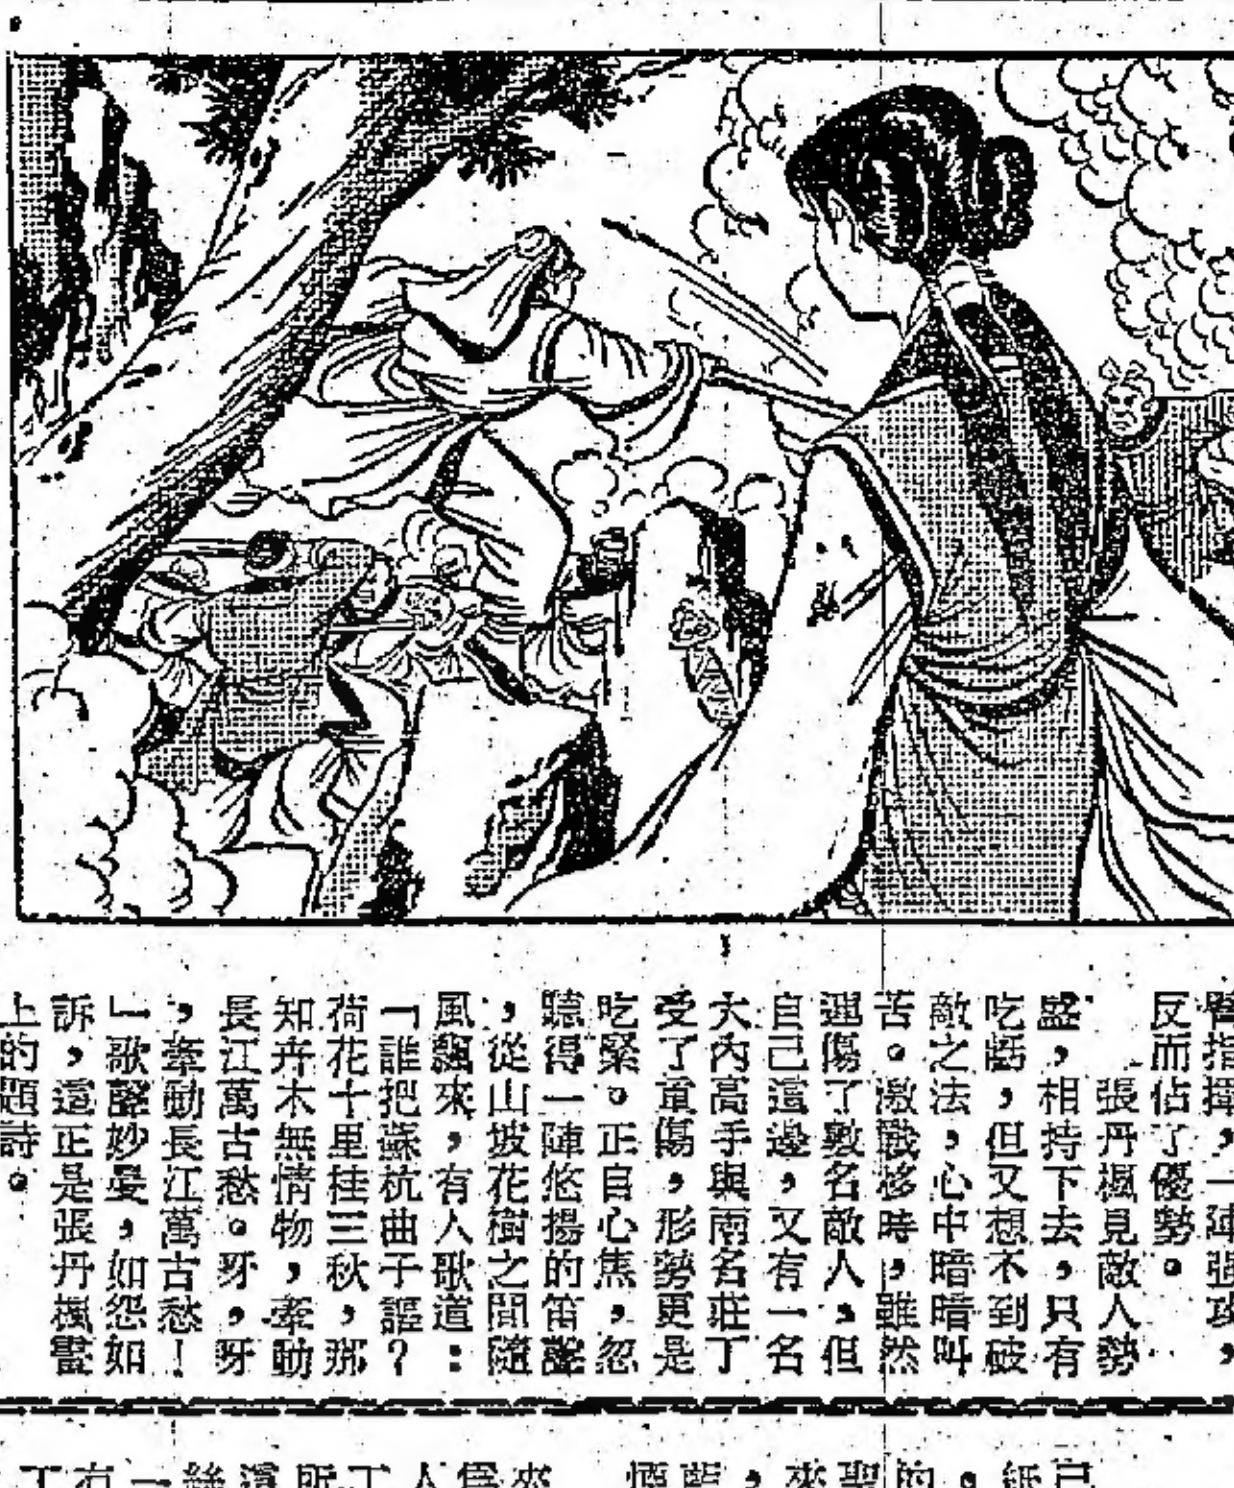 臂指揮,一陣强攻,
反而佔了優勢。
張丹楓見敵人勢
盛,相持下去,只有
吃虧,但又想不到破
敵之法,心中暗暗叫
苦。激戰移時,雖然
連傷了數名敵人,但
自己這邊,又有一名
大內高手與兩名莊丁
受了重傷,形勢更是
吃緊。正自心焦,忽
聽得一陣悠揚的笛聲
,從山坡花樹之間隨
風飄來,有人歌道:
「誰把蘇杭曲子謳?
荷花十里桂三秋,那
知卉木無情物,牽動
長江萬古愁。牙,牙
,牽動長江萬古愁!
」歌聲妙曼,如怨如
訴,這正是張丹楓畫
上的題詩。